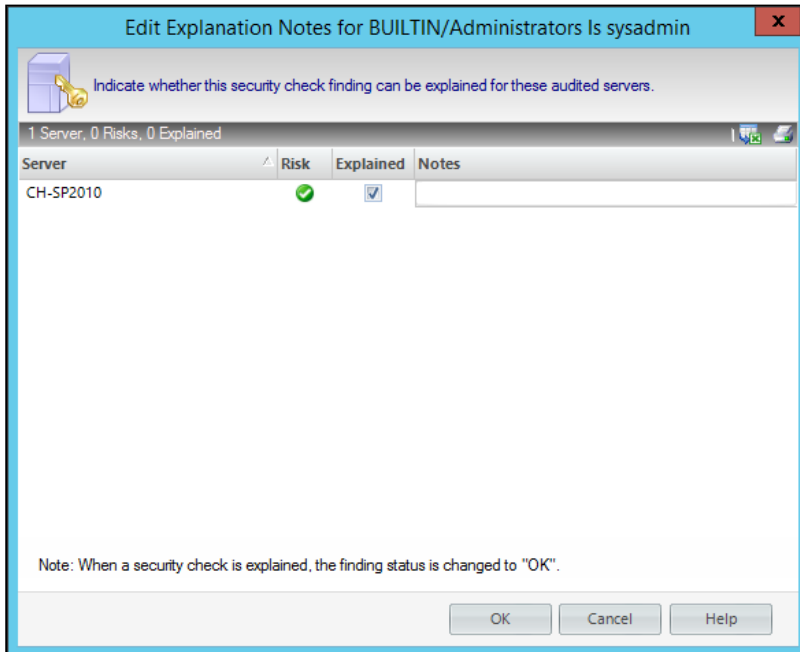 Edit Explanation Notes for BUILTIN/Administrators Is sysadmin
x
Indicate whether this security check finding can be explained for these audited servers.
1 Server, 0 Risks, 0 Explained
Server Risk Explained Notes
CH-SP2010
Note: When a security check is explained, the finding status is changed to "OK".
OK Cancel Help